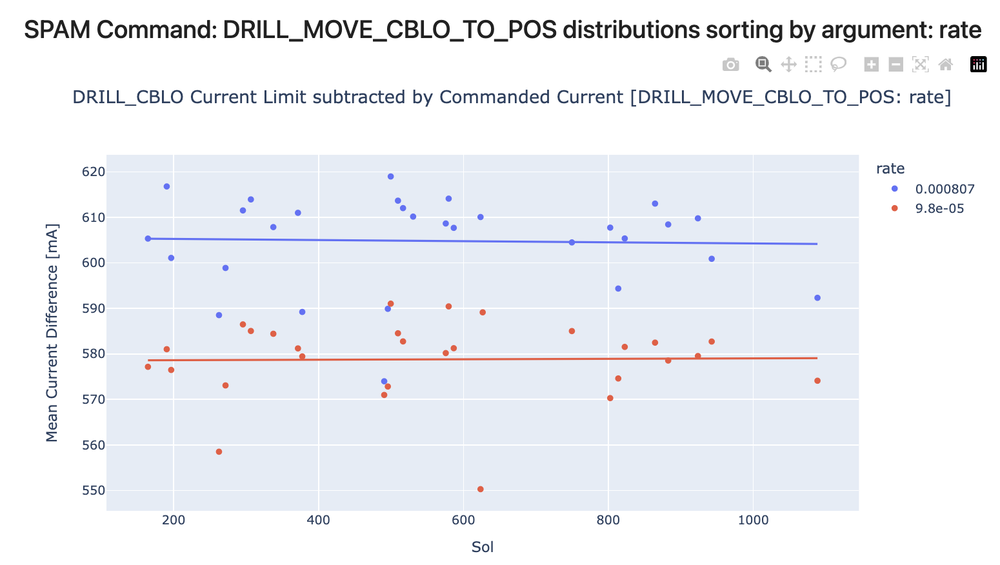 SPAM Command: DRILL_MOVE_CBLO_TO_POS distributions sorting by argument: rate
DRILL_CBLO Current Limit subtracted by Commanded Current [DRILL_MOVE_CBLO_TO_POS: rate]
rate
0.000807
9.8e-05
Mean Current Difference [mA]
620
610
600
590
580
570
560
550
200
400
600
800
1000
Sol